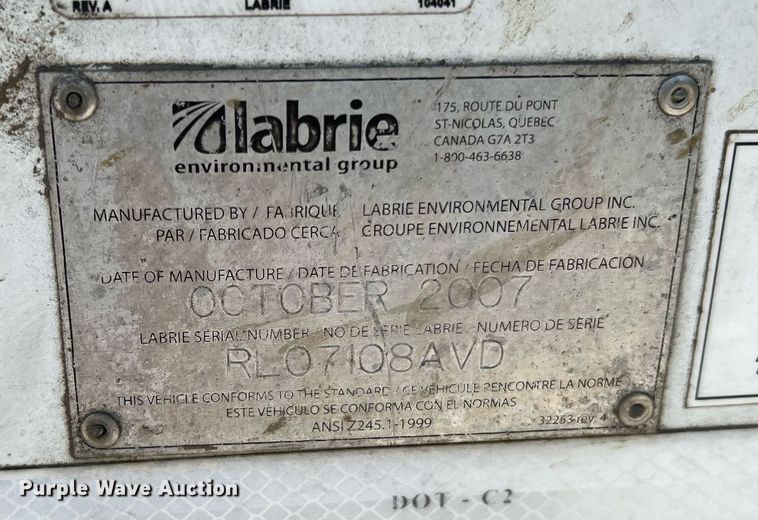 REV. A LABRIE 104041
labrie
environmental group
175, ROUTE DU PONT
ST-NICOLAS, QUEBEC
CANADA G7A 2T3
1-800-463-6638
MANUFACTURED BY / FABRIQUE LABRIE ENVIRONMENTAL GROUP INC.
PAR / FABRICADO CERCA GROUPE ENVIRONNEMENTAL LABRIE INC.
DATE OF MANUFACTURE / DATE DE FABRICATION / FECHA DE FABRICACIÓN
OCTOBER 2007
LABRIE SERIAL NUMBER / NO DE SERIE LABRIE / NUMERO DE SERIE
RL07108AVD
THIS VEHICLE CONFORMS TO THE STANDARD / CE VÉHICULE RENCONTRE LA NORME
ESTE VEHÍCULO SE CONFORMA CON EL NORMAS
ANSI Z245.1-1999
32253 rev. 4
Purple Wave Auction
DOT - C2